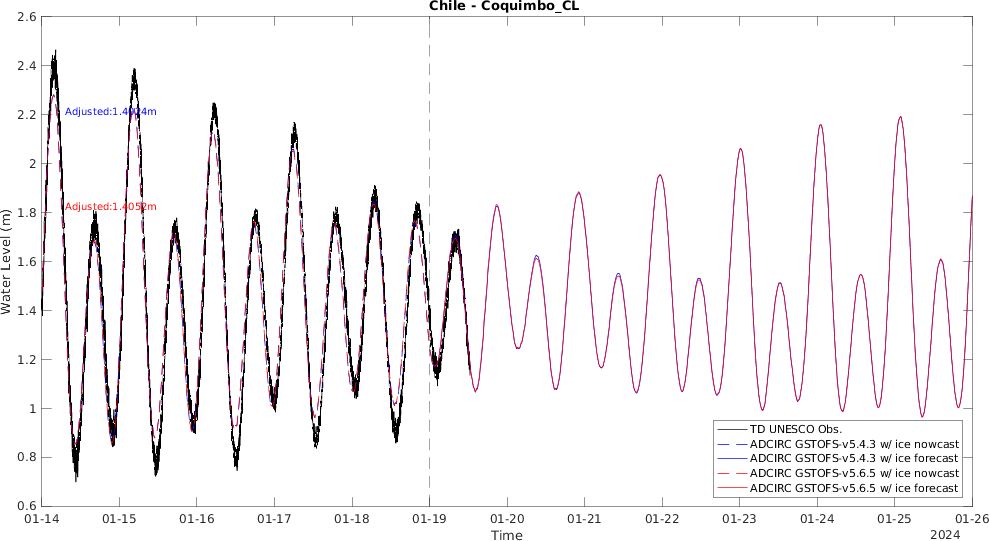 Chile - Coquimbo_CL
2.6
2.4
2.2
2
1.8
1.6
1.4
1.2
1
0.8
0.6
Water Level (m)
Adjusted:1.4024m
Adjusted:1.4052m
TD UNESCO Obs.
ADCIRC GSTOFS-v5.4.3 w/ ice nowcast
ADCIRC GSTOFS-v5.4.3 w/ ice forecast
ADCIRC GSTOFS-v5.6.5 w/ ice nowcast
ADCIRC GSTOFS-v5.6.5 w/ ice forecast
01-14 01-15 01-16 01-17 01-18 01-19 01-20 01-21 01-22 01-23 01-24 01-25 01-26
Time
2024